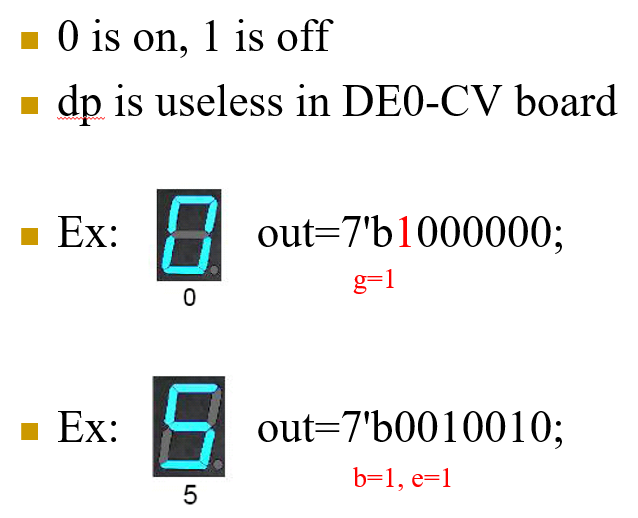 0 is on, 1 is off
dp is useless in DE0-CV board
Ex: out=7'b1000000;
g=1
0
Ex: out=7'b0010010;
b=1, e=1
5